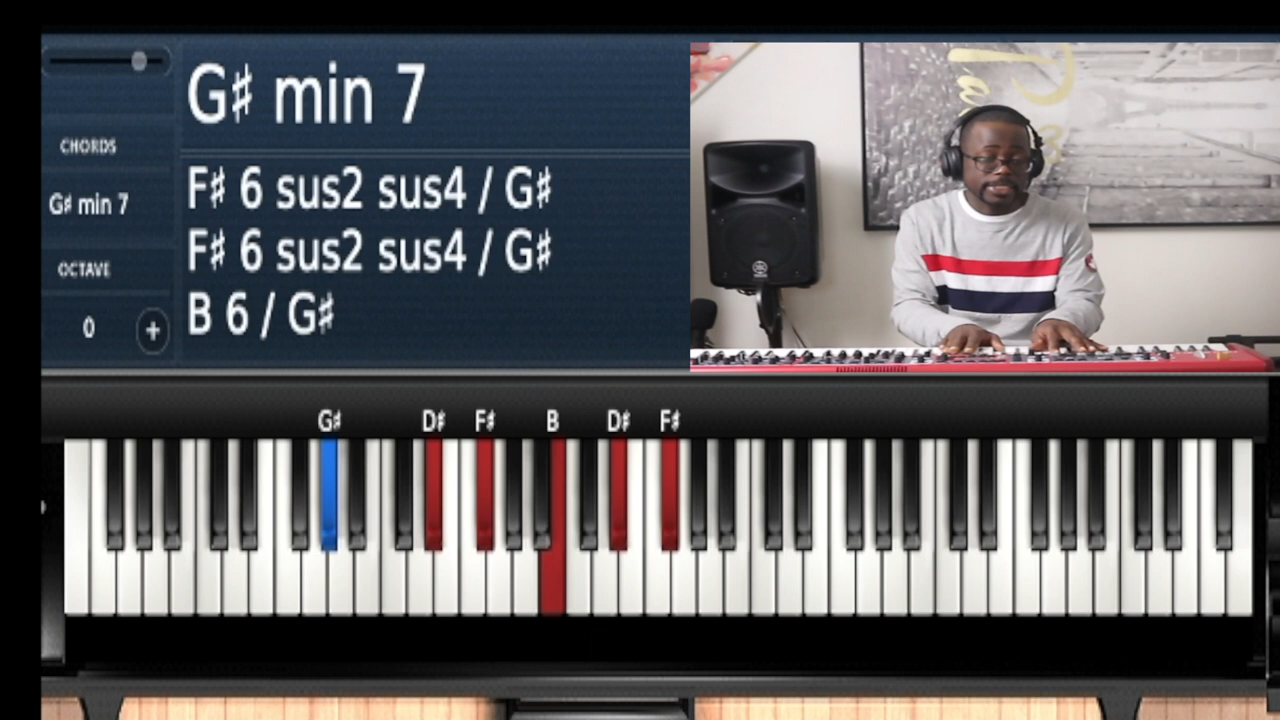 G♯ min 7
CHORDS
G♯ min 7
OCTAVE
0 +
F♯ 6 sus2 sus4 / G♯
F♯ 6 sus2 sus4 / G♯
B 6 / G♯
G♯ D♯ F♯ B D♯ F♯